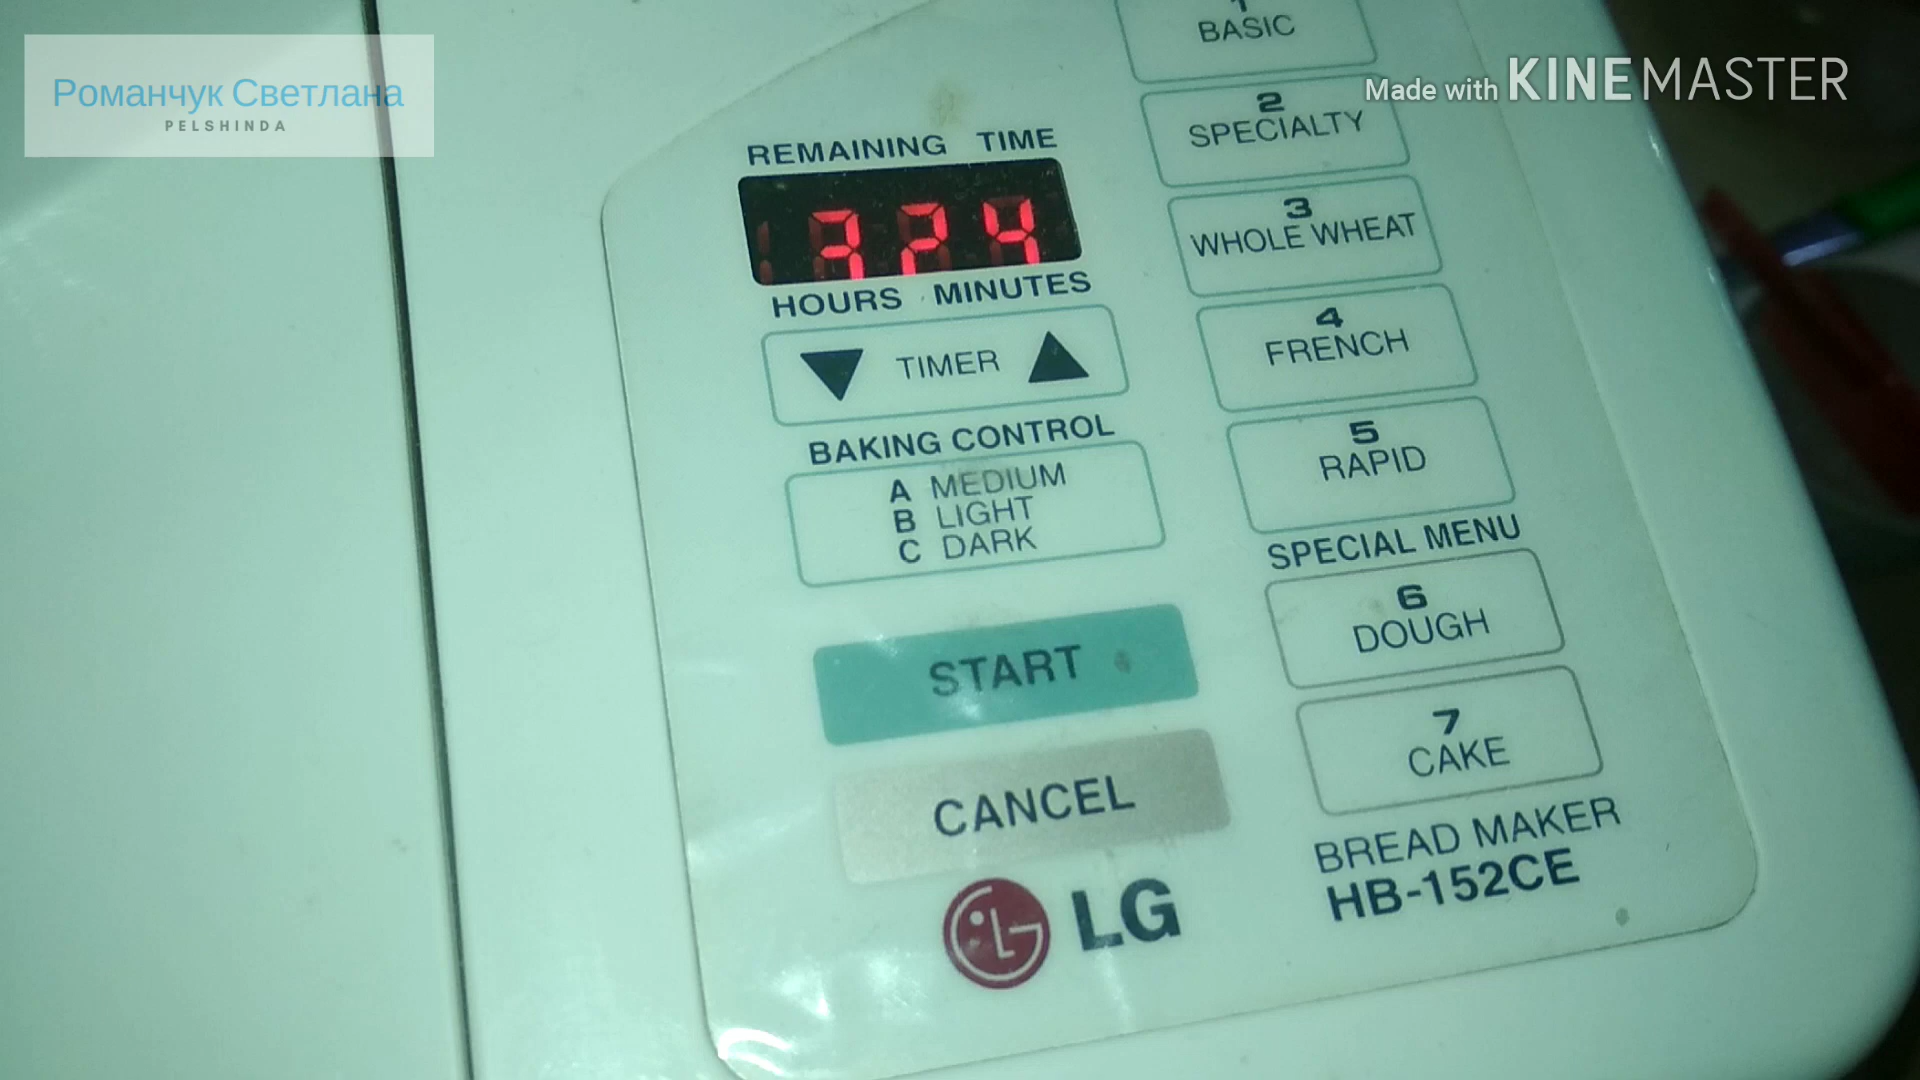 Романчук Светлана
PELSHINDA
Made with KINEMASTER
REMAINING TIME
324
HOURS MINUTES
▼ TIMER ▲
BAKING CONTROL
A MEDIUM
B LIGHT
C DARK
START
CANCEL
LG
1
BASIC
2
SPECIALTY
3
WHOLE WHEAT
4
FRENCH
5
RAPID
SPECIAL MENU
6
DOUGH
7
CAKE
BREAD MAKER
HB-152CE